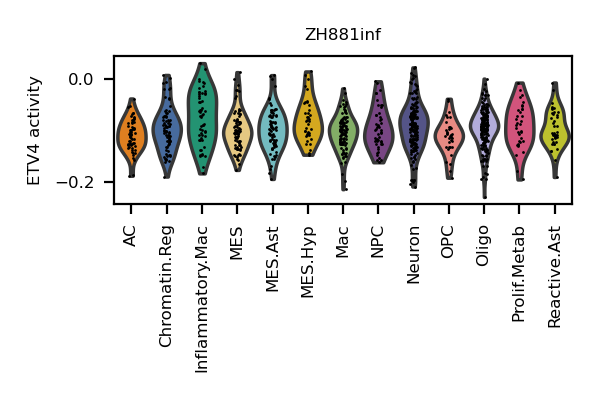 ZH881inf
ETV4 activity
0.0
−0.2
AC
Chromatin.Reg
Inflammatory.Mac
MES
MES.Ast
MES.Hyp
Mac
NPC
Neuron
OPC
Oligo
Prolif.Metab
Reactive.Ast